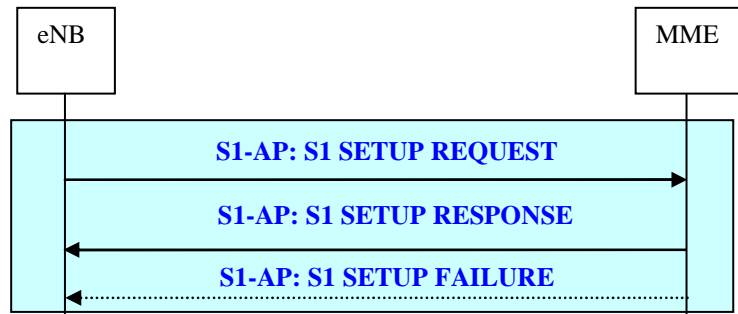 eNB
MME
S1-AP: S1 SETUP REQUEST
S1-AP: S1 SETUP RESPONSE
S1-AP: S1 SETUP FAILURE